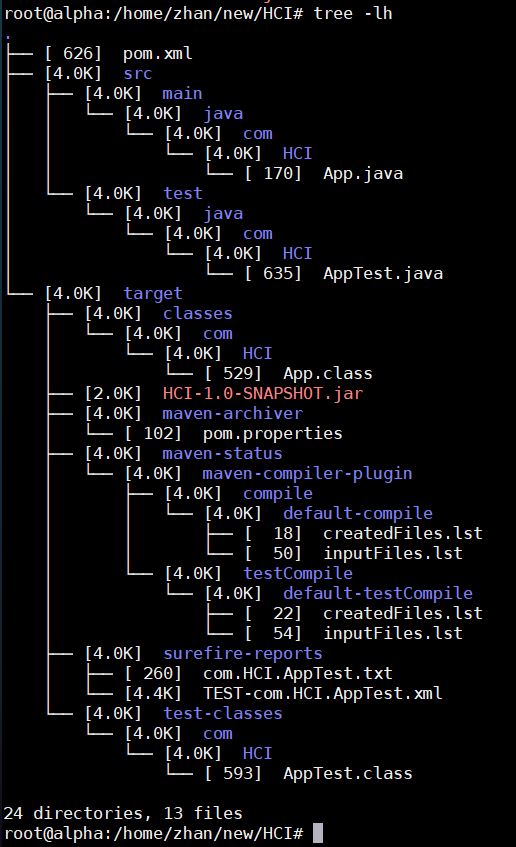 root@alpha:/home/zhan/new/HCI# tree -lh
.
├── [ 626]  pom.xml
├── [4.0K]  src
│   ├── [4.0K]  main
│   │   └── [4.0K]  java
│   │       └── [4.0K]  com
│   │           └── [4.0K]  HCI
│   │               └── [ 170]  App.java
│   └── [4.0K]  test
│       └── [4.0K]  java
│           └── [4.0K]  com
│               └── [4.0K]  HCI
│                   └── [ 635]  AppTest.java
└── [4.0K]  target
    ├── [4.0K]  classes
    │   └── [4.0K]  com
    │       └── [4.0K]  HCI
    │           └── [ 529]  App.class
    ├── [2.0K]  HCI-1.0-SNAPSHOT.jar
    ├── [4.0K]  maven-archiver
    │   └── [ 102]  pom.properties
    ├── [4.0K]  maven-status
    │   └── [4.0K]  maven-compiler-plugin
    │       ├── [4.0K]  compile
    │       │   └── [4.0K]  default-compile
    │       │       ├── [  18]  createdFiles.lst
    │       │       └── [  50]  inputFiles.lst
    │       └── [4.0K]  testCompile
    │           └── [4.0K]  default-testCompile
    │               ├── [  22]  createdFiles.lst
    │               └── [  54]  inputFiles.lst
    ├── [4.0K]  surefire-reports
    │   ├── [ 260]  com.HCI.AppTest.txt
    │   └── [4.4K]  TEST-com.HCI.AppTest.xml
    └── [4.0K]  test-classes
        └── [4.0K]  com
            └── [4.0K]  HCI
                └── [ 593]  AppTest.class

24 directories, 13 files
root@alpha:/home/zhan/new/HCI#